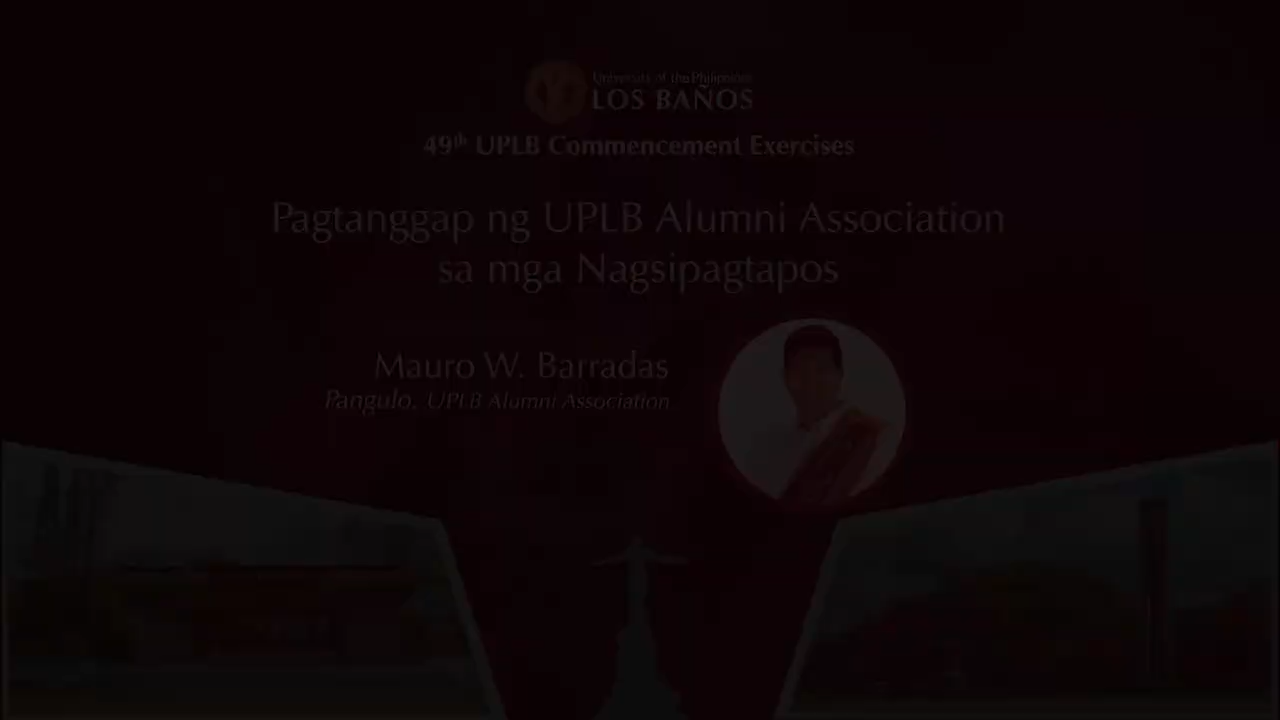 University of the Philippines
LOS BAÑOS
49th UPLB Commencement Exercises
Pagtanggap ng UPLB Alumni Association
sa mga Nagsipagtapos
Mauro W. Barradas
Pangulo, UPLB Alumni Association